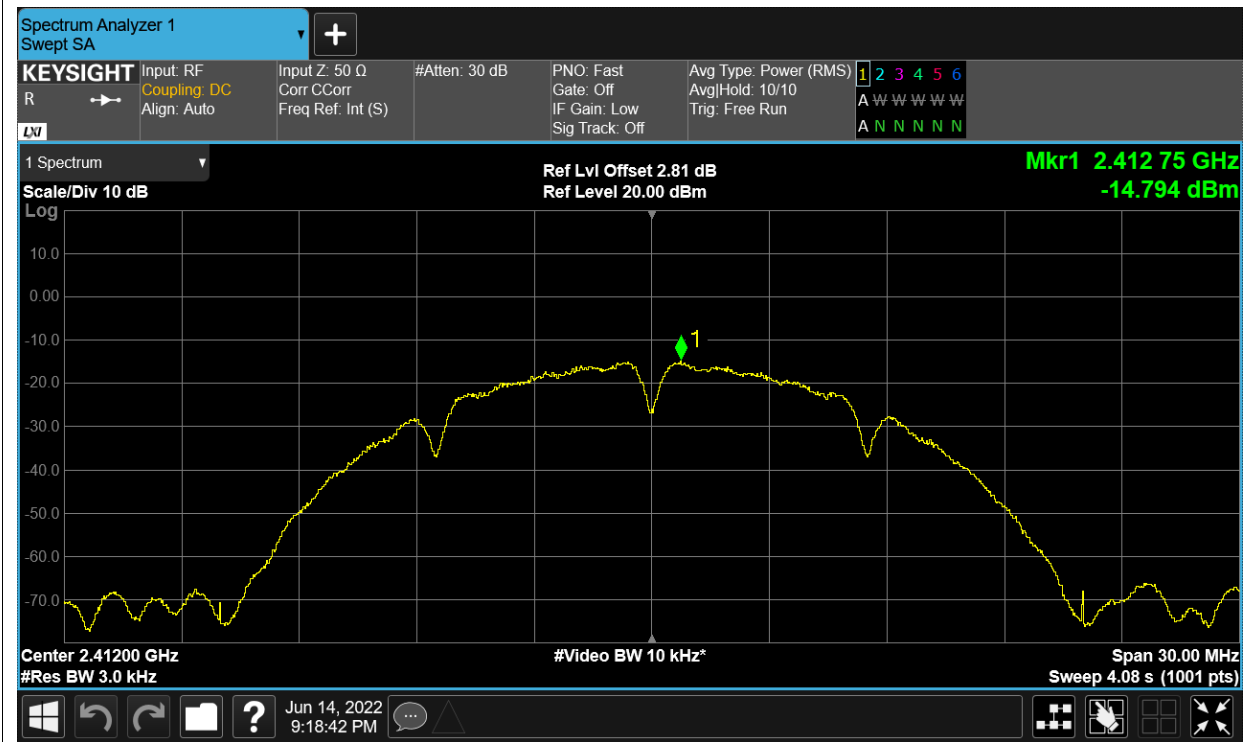 Spectrum Analyzer 1
Swept SA
▼
+
KEYSIGHT
R
LXI
Input: RF
Coupling: DC
Align: Auto
Input Z: 50 Ω
Corr CCorr
Freq Ref: Int (S)
#Atten: 30 dB
PNO: Fast
Gate: Off
IF Gain: Low
Sig Track: Off
Avg Type: Power (RMS)
Avg|Hold: 10/10
Trig: Free Run
1 2 3 4 5 6
A W W W W W
A N N N N N
1 Spectrum ▼
Scale/Div 10 dB
Log
Ref Lvl Offset 2.81 dB
Ref Level 20.00 dBm
Mkr1 2.412 75 GHz
-14.794 dBm
10.0
0.00
-10.0
-20.0
-30.0
-40.0
-50.0
-60.0
-70.0
1
Center 2.41200 GHz
#Res BW 3.0 kHz
#Video BW 10 kHz*
Span 30.00 MHz
Sweep 4.08 s (1001 pts)
?
Jun 14, 2022
9:18:42 PM